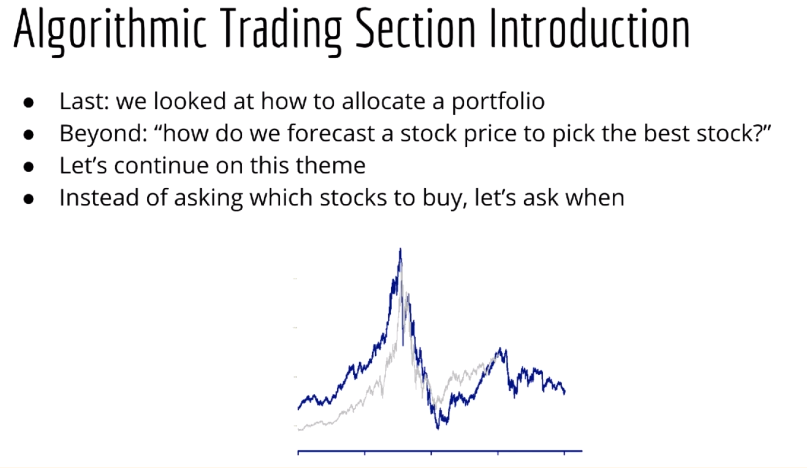 Algorithmic Trading Section Introduction
● Last: we looked at how to allocate a portfolio
● Beyond: “how do we forecast a stock price to pick the best stock?”
● Let’s continue on this theme
● Instead of asking which stocks to buy, let’s ask when